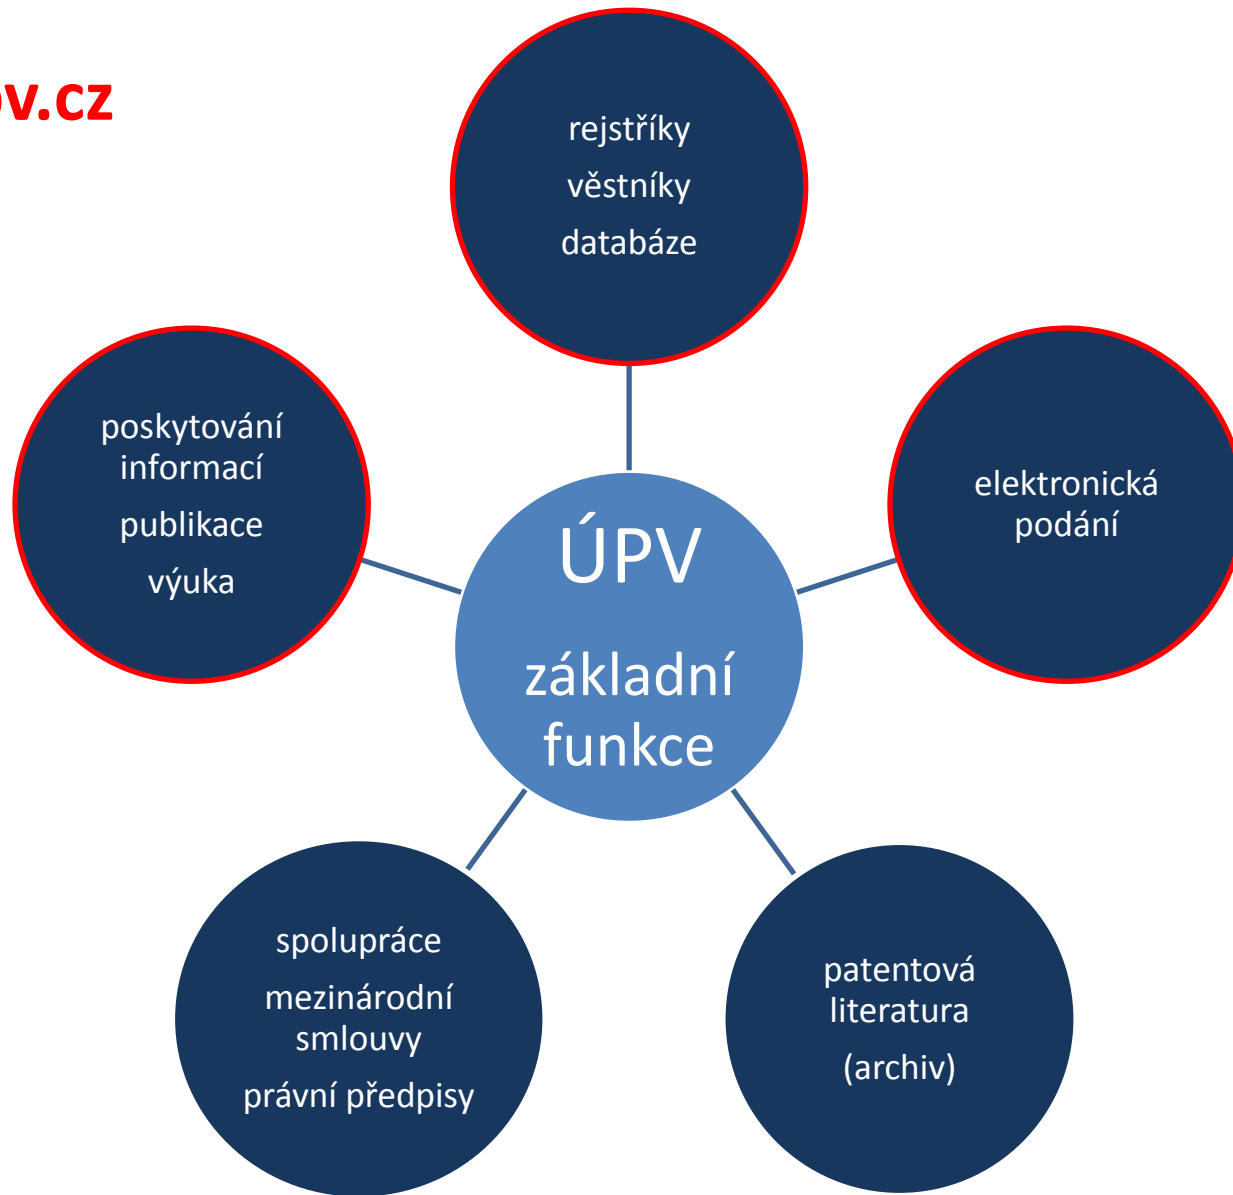 v.cz
rejstříky
věstníky
databáze
poskytování
informací
publikace
výuka
elektronická
podání
ÚPV
základní
funkce
spolupráce
mezinárodní
smlouvy
právní předpisy
patentová
literatura
(archiv)